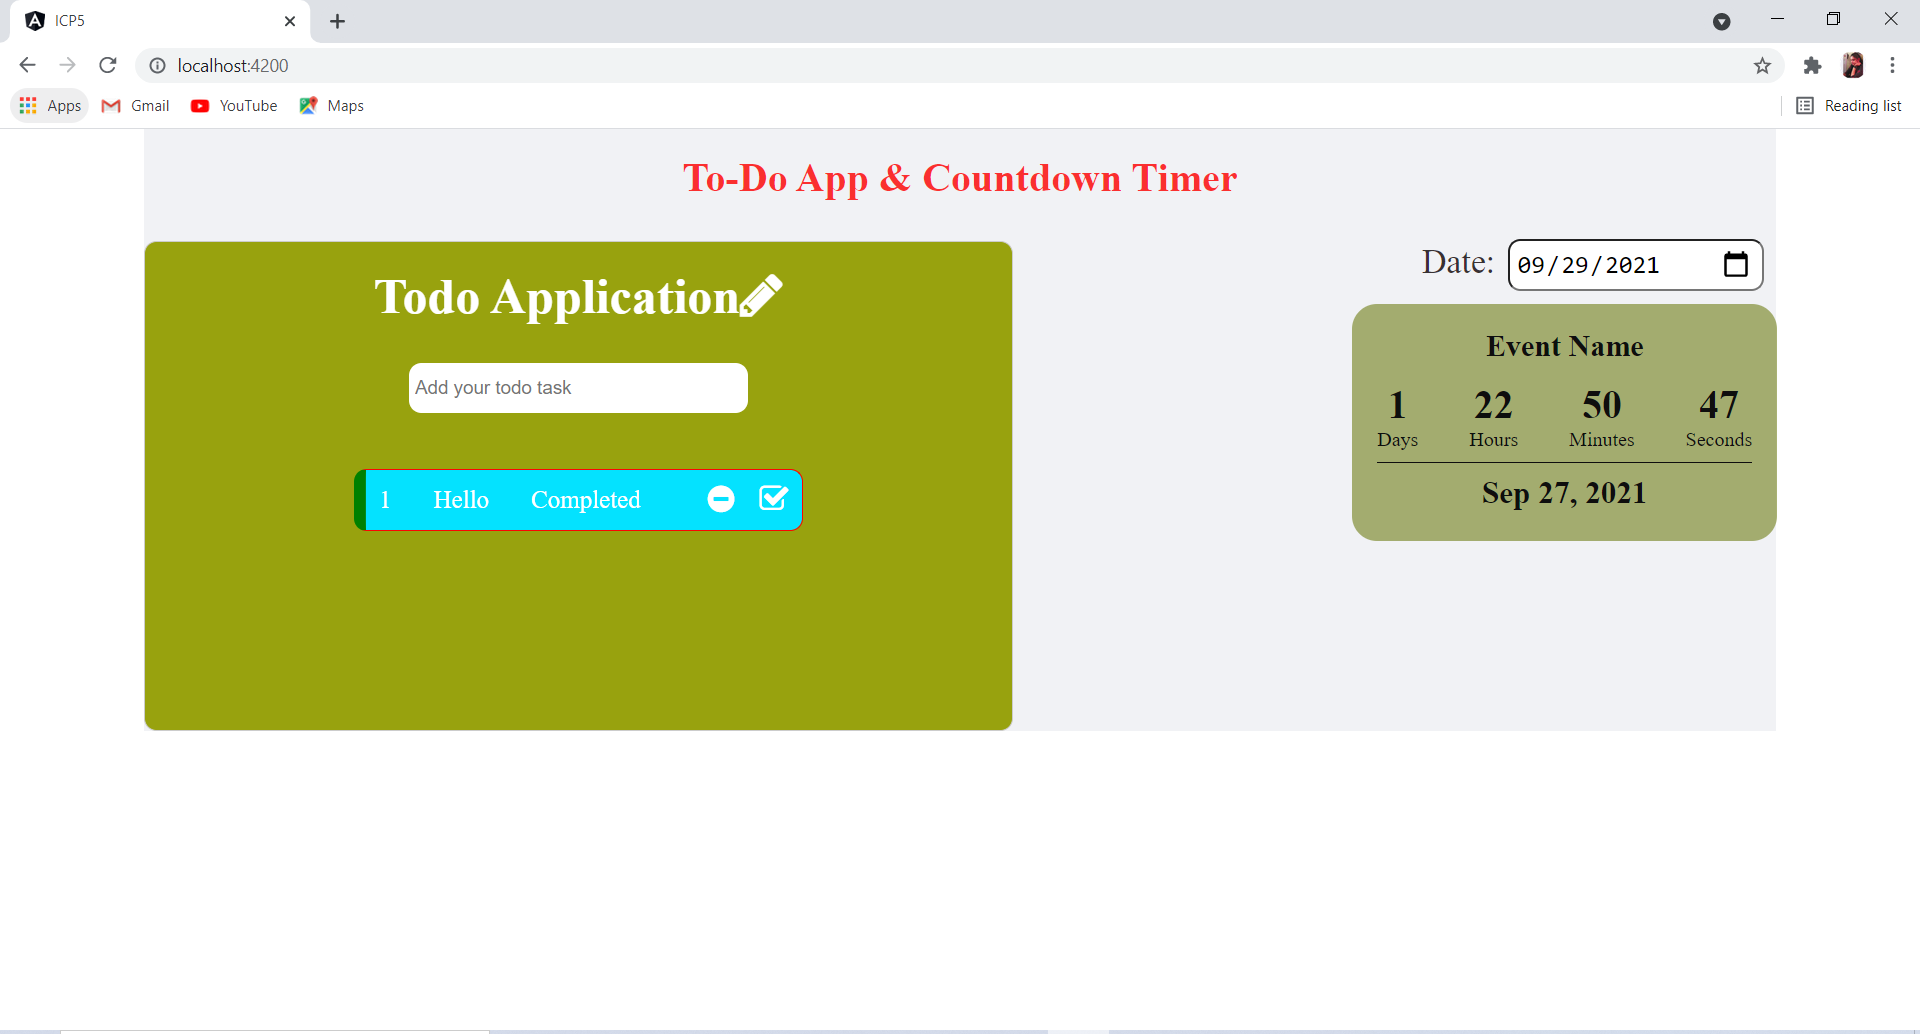 ICP5
localhost:4200
Apps Gmail YouTube Maps Reading list
To-Do App & Countdown Timer
Todo Application
Add your todo task
1 Hello Completed
Date: 09/29/2021
Event Name
1 22 50 47
Days Hours Minutes Seconds
Sep 27, 2021